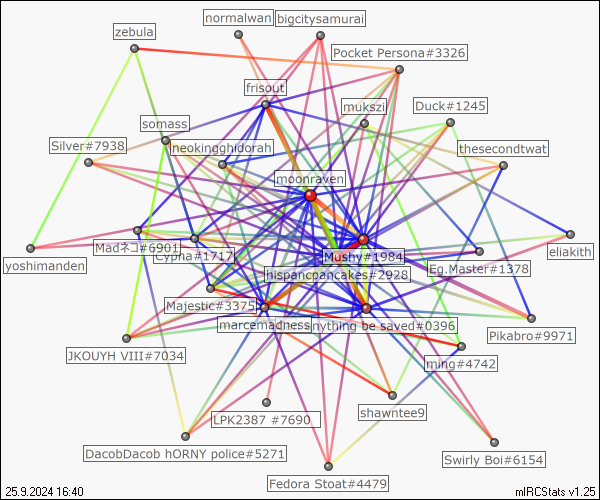 normalwan
bigcitysamurai
zebula
Pocket Persona#3326
frisout
mukszi
Duck#1245
somass
Silver#7938
neokingghidorah
thesecondtwat
moonraven
Madネコ#6901
Cypha#1717
Mushy#1984
eliakith
yoshimanden
hispancpancakes#2928
Eg.Master#1378
Majestic#3375
marcemadness
nything be saved#0396
Pikabro#9971
JKOUYH VIII#7034
ming#4742
LPK2387 #7690
shawntee9
DacobDacob hORNY police#5271
Swirly Boi#6154
Fedora Stoat#4479
25.9.2024 16:40
mIRCStats v1.25